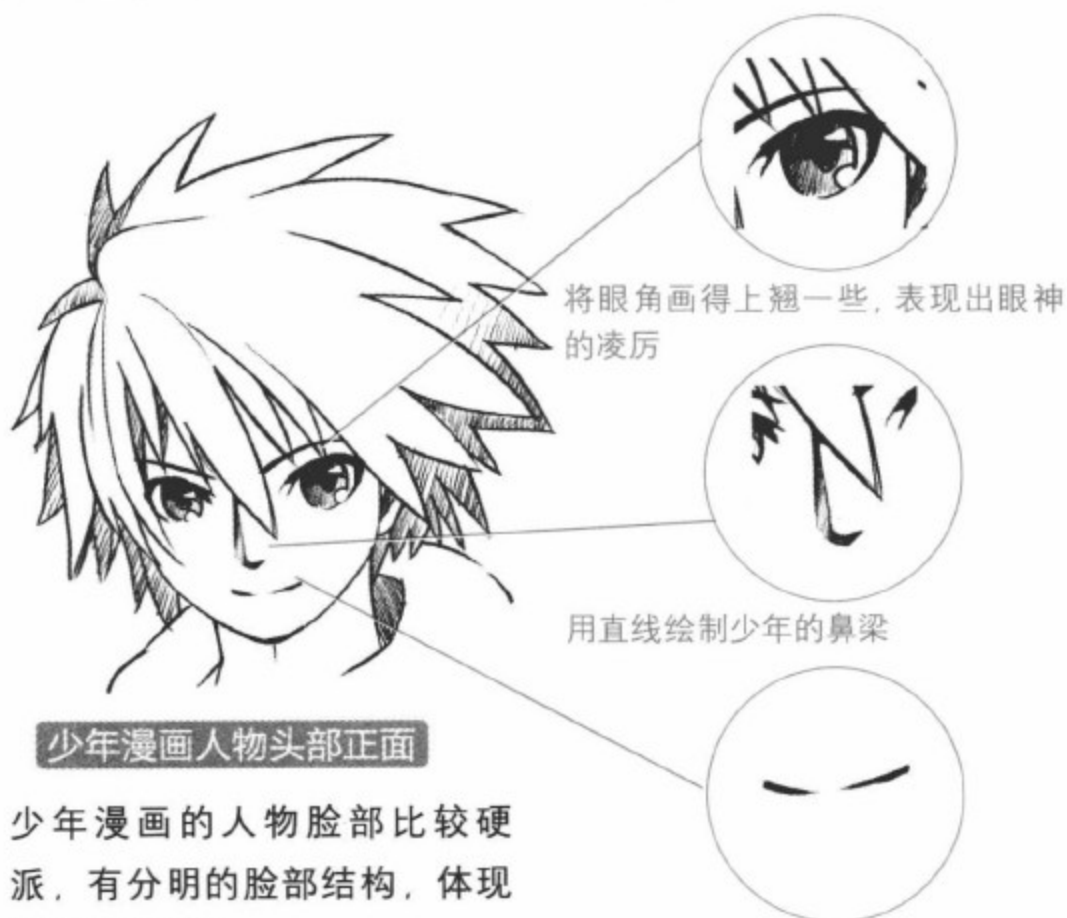 将眼角画得上翘一些, 表现出眼神
的凌厉
用直线绘制少年的鼻梁
少年漫画人物头部正面
少年漫画的人物脸部比较硬
派, 有分明的脸部结构, 体现